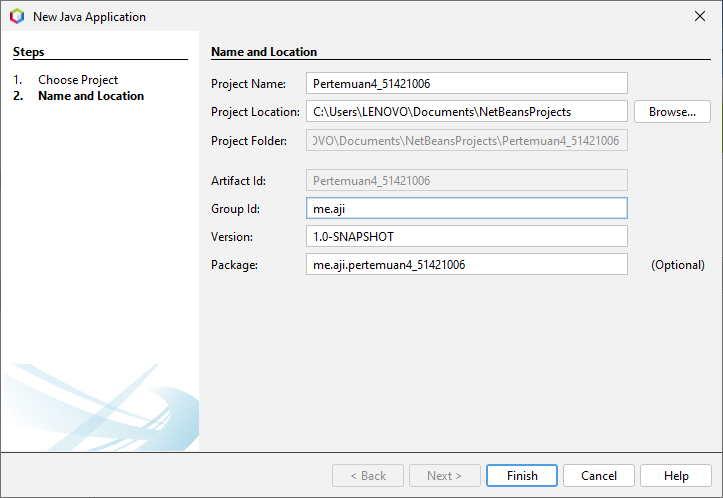 New Java Application
Steps
1. Choose Project
2. Name and Location
Name and Location
Project Name: Pertemuan4_51421006
Project Location: C:\Users\LENOVO\Documents\NetBeansProjects Browse...
Project Folder: OVO\Documents\NetBeansProjects\Pertemuan4_51421006
Artifact Id: Pertemuan4_51421006
Group Id: me.aji
Version: 1.0-SNAPSHOT
Package: me.aji.pertemuan4_51421006 (Optional)
< Back Next > Finish Cancel Help